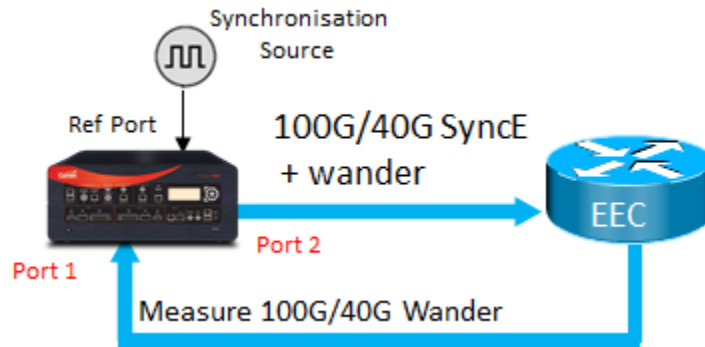 Synchronisation
Source
Ref Port
100G/40G SyncE
+ wander
EEC
Port 2
Port 1
Measure 100G/40G Wander